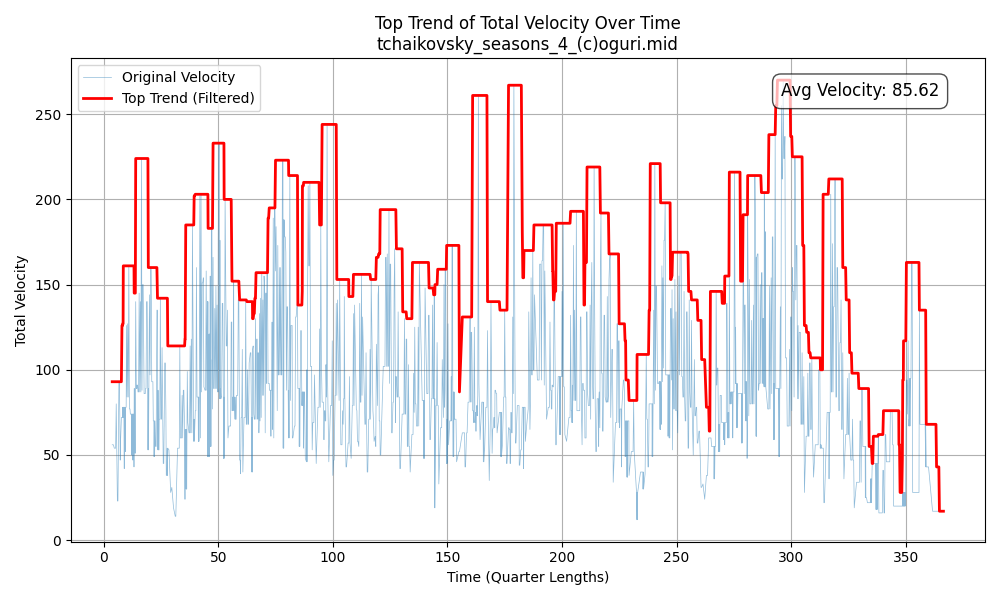 Top Trend of Total Velocity Over Time
tchaikovsky_seasons_4_(c)oguri.mid
Original Velocity
Top Trend (Filtered)
Avg Velocity: 85.62
Total Velocity
250
200
150
100
50
0
0 50 100 150 200 250 300 350
Time (Quarter Lengths)